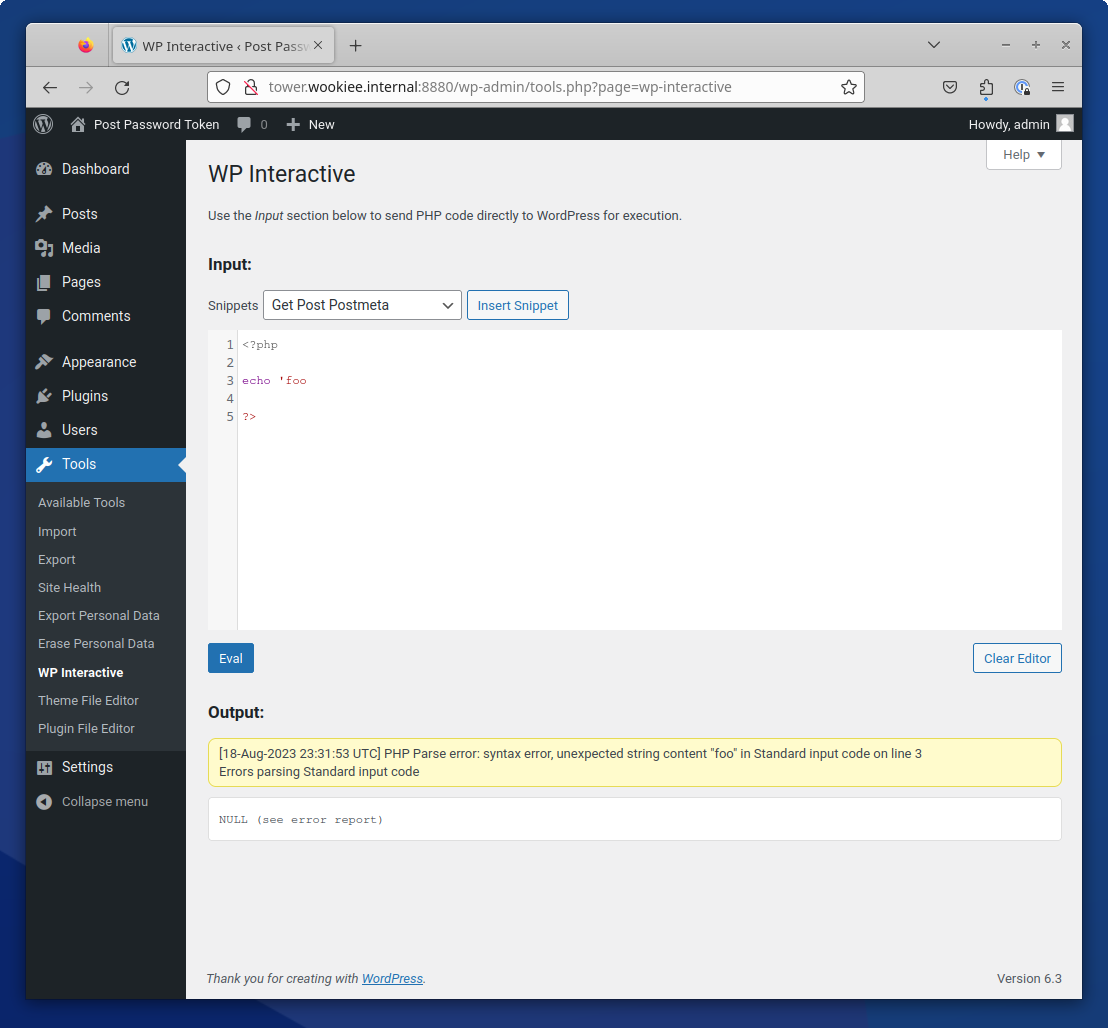 WP Interactive ‹ Post Passw
tower.wookiee.internal:8880/wp-admin/tools.php?page=wp-interactive
Post Password Token 0 New Howdy, admin
Dashboard
Posts
Media
Pages
Comments
Appearance
Plugins
Users
Tools
Available Tools
Import
Export
Site Health
Export Personal Data
Erase Personal Data
WP Interactive
Theme File Editor
Plugin File Editor
Settings
Collapse menu
Help
WP Interactive
Use the Input section below to send PHP code directly to WordPress for execution.
Input:
Snippets Get Post Postmeta Insert Snippet
1 <?php
2
3 echo 'foo
4
5 ?>
Eval Clear Editor
Output:
[18-Aug-2023 23:31:53 UTC] PHP Parse error: syntax error, unexpected string content "foo" in Standard input code on line 3
Errors parsing Standard input code
NULL (see error report)
Thank you for creating with WordPress. Version 6.3